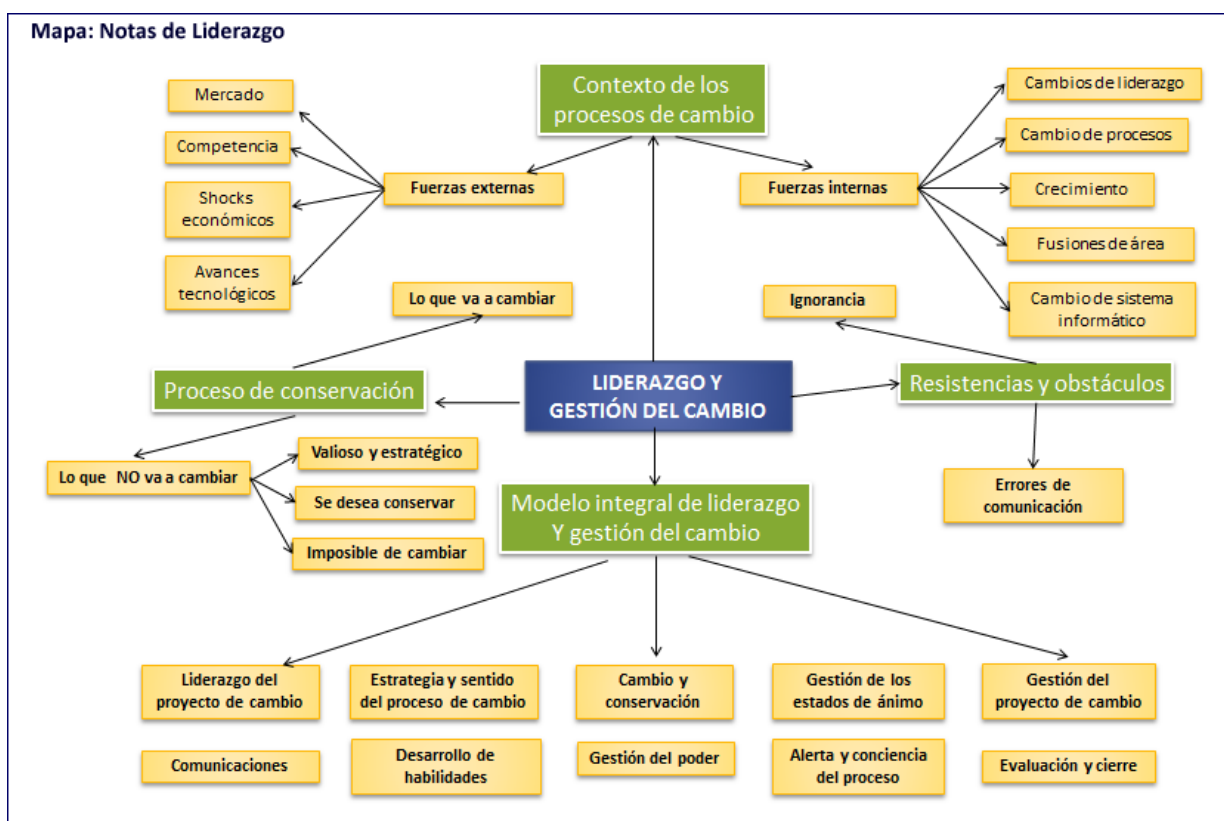 Mapa: Notas de Liderazgo
Contexto de los
procesos de cambio
Mercado
Competencia
Shocks
económicos
Avances
tecnológicos
Fuerzas externas
Fuerzas internas
Cambios de liderazgo
Cambio de procesos
Crecimiento
Fusiones de área
Cambio de sistema
informático
Lo que va a cambiar
Ignorancia
Proceso de conservación
LIDERAZGO Y
GESTIÓN DEL CAMBIO
Resistencias y obstáculos
Lo que NO va a cambiar
Valioso y estratégico
Se desea conservar
Imposible de cambiar
Errores de
comunicación
Modelo integral de liderazgo
Y gestión del cambio
Liderazgo del
proyecto de cambio
Estrategia y sentido
del proceso de cambio
Cambio y
conservación
Gestión de los
estados de ánimo
Gestión del
proyecto de cambio
Comunicaciones
Desarrollo de
habilidades
Gestión del poder
Alerta y conciencia
del proceso
Evaluación y cierre